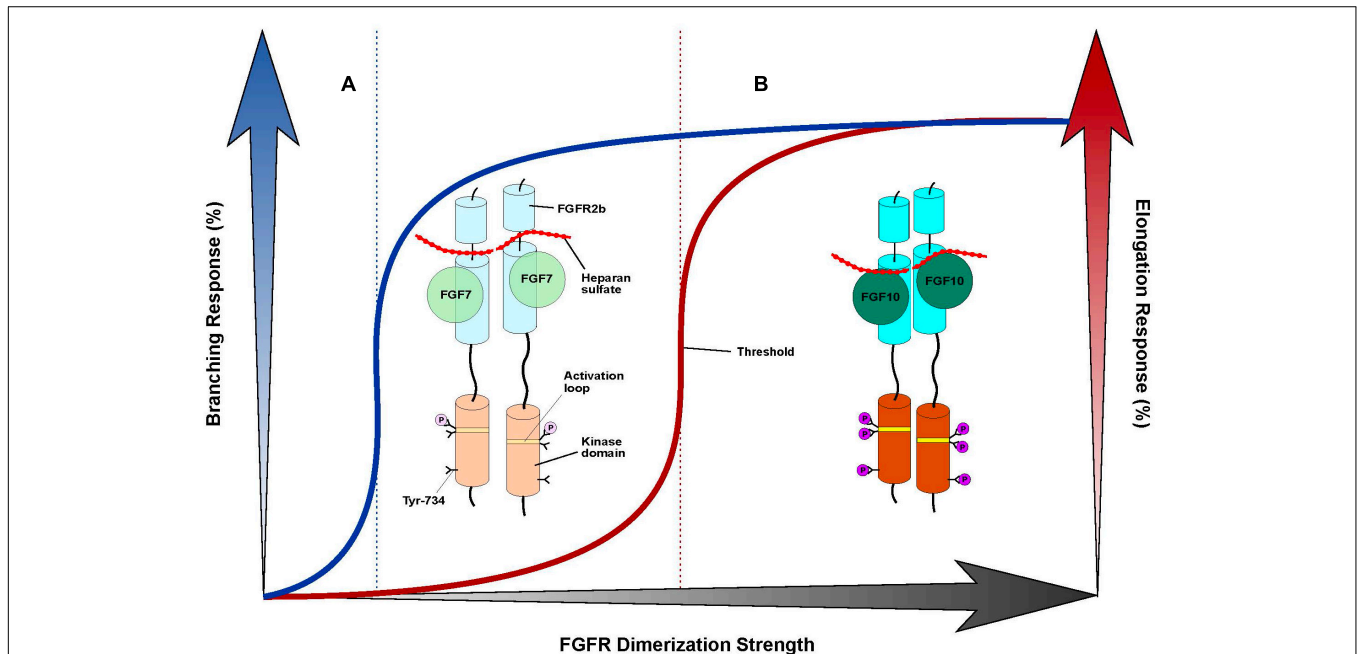 A
B
Branching Response (%)
FGFR2b
Heparan
sulfate
FGF7
FGF7
Activation
loop
P
P
Kinase
domain
Tyr-734
Threshold
FGF10
FGF10
P
P
P
P
P
P
Elongation Response (%)
FGFR Dimerization Strength